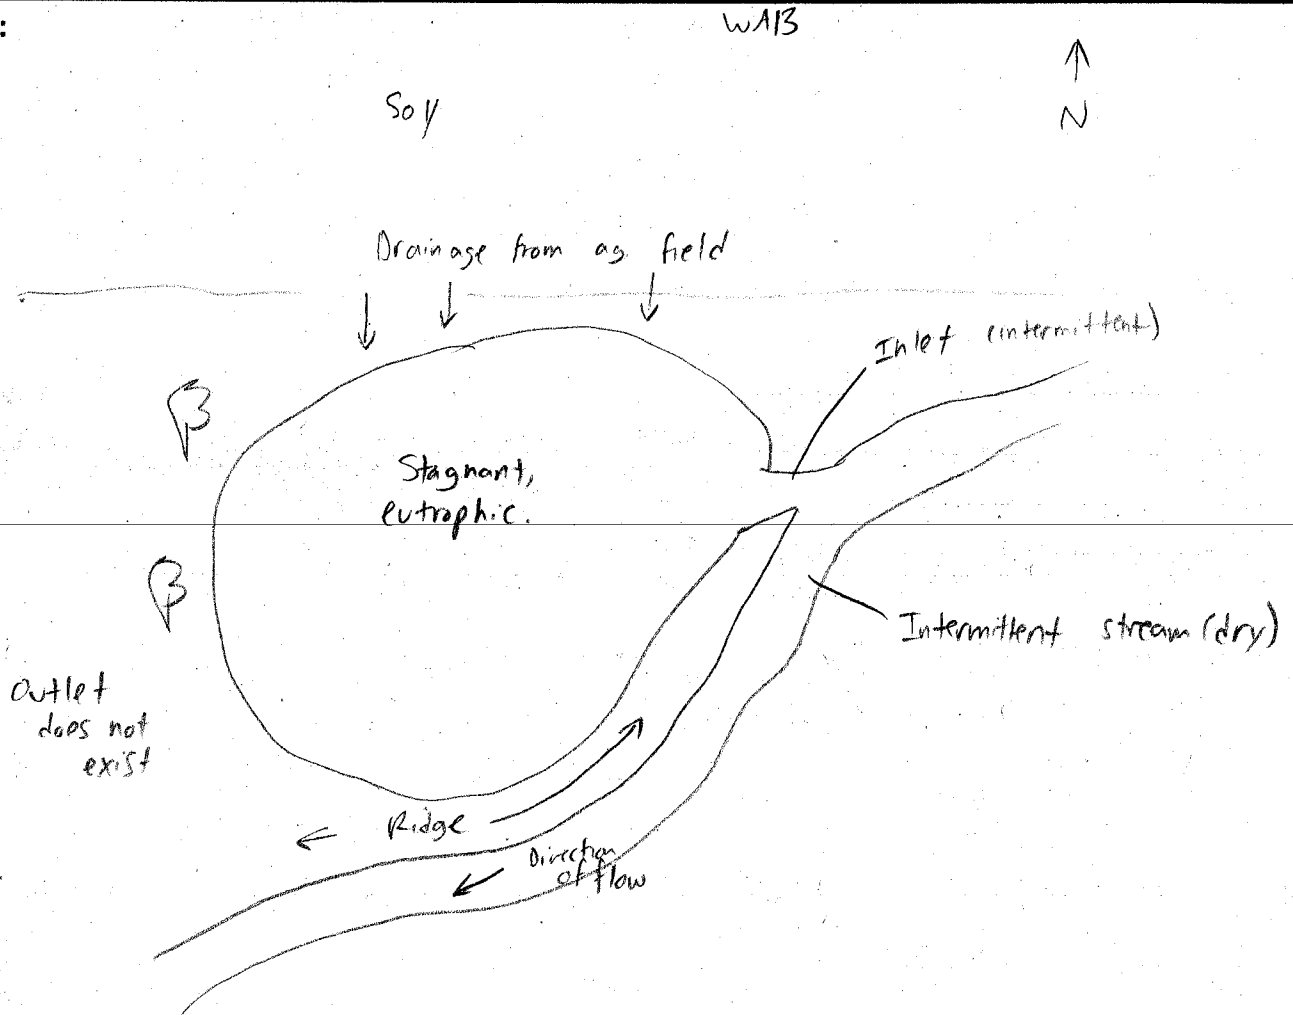 :
WAB
N
Soy
Drainage from ag. field
Inlet (intermittent)
Stagnant,
eutrophic.
Intermittent stream (dry)
Outlet
does not
exist
Ridge
Direction
of flow